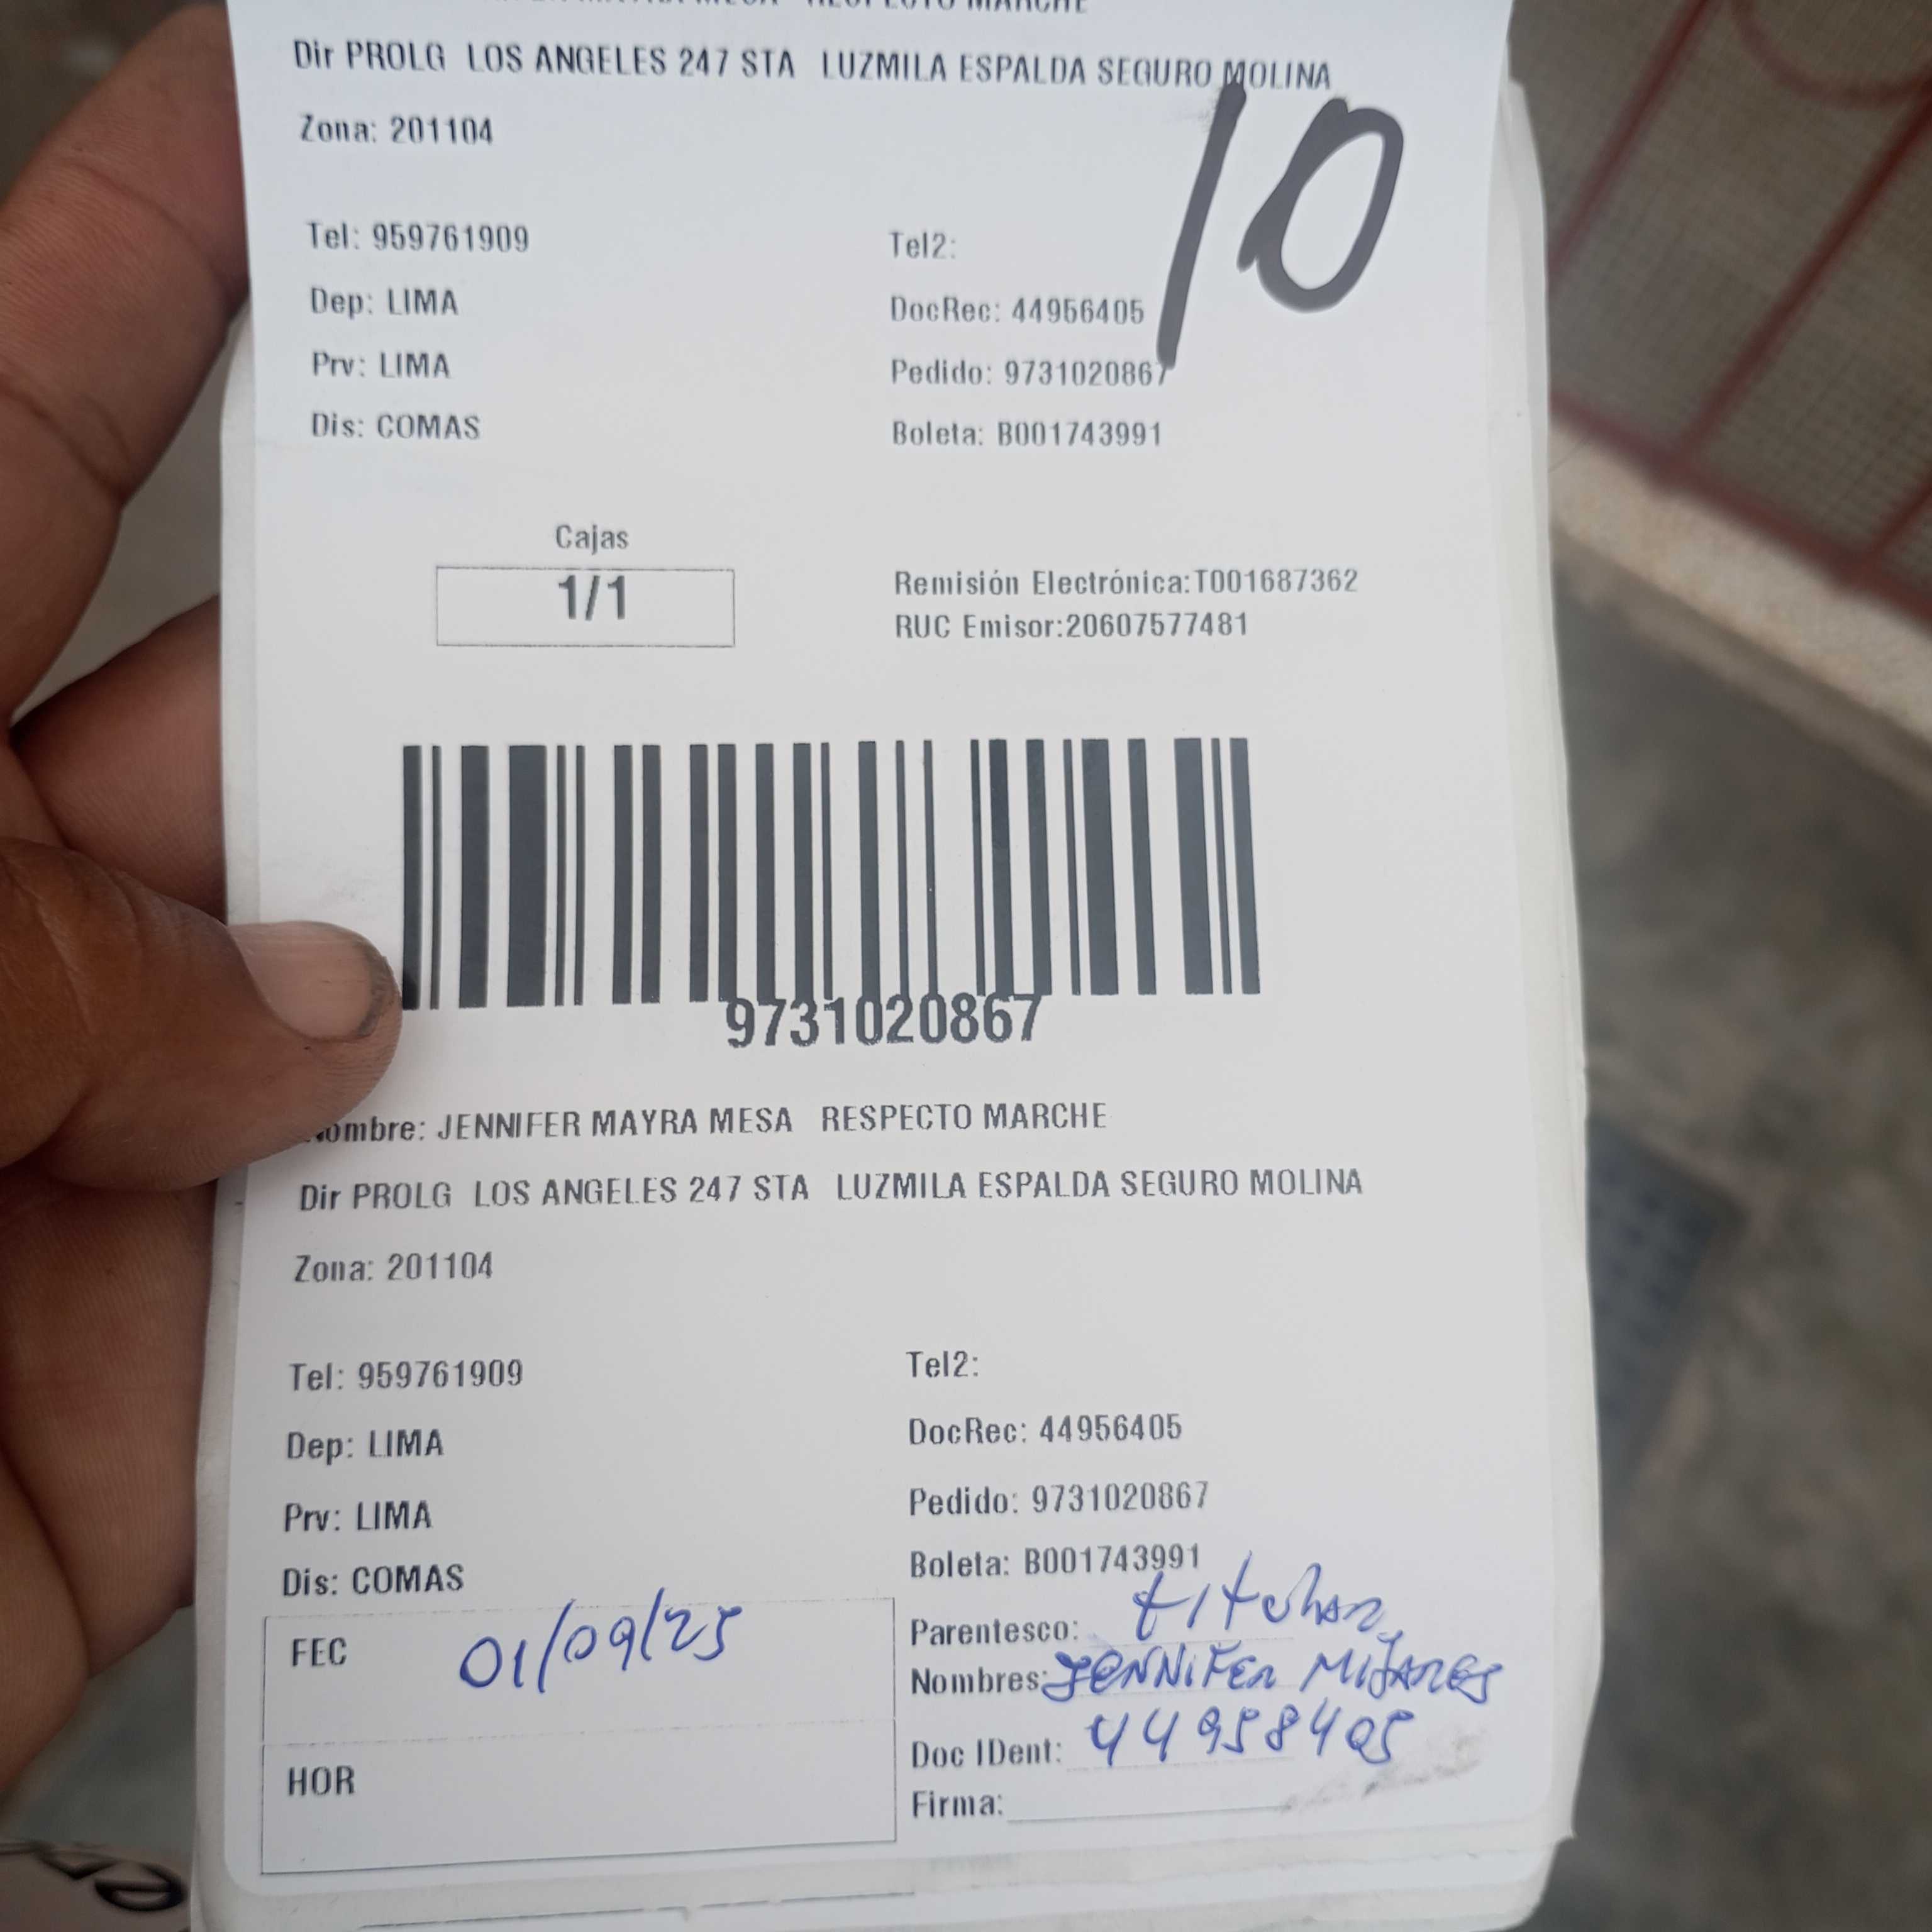 RESPECTO MARCHE
Dir PROLG LOS ANGELES 247 STA LUZMILA ESPALDA SEGURO MOLINA
Zona: 201104
10
Tel: 959761909
Tel2:
Dep: LIMA
DocRec: 44956405
Prv: LIMA
Pedido: 9731020867
Dis: COMAS
Boleta: B001743991
Cajas
1/1
Remisión Electrónica:T001687362
RUC Emisor:20607577481
9731020867
ombre: JENNIFER MAYRA MESA RESPECTO MARCHE
Dir PROLG LOS ANGELES 247 STA LUZMILA ESPALDA SEGURO MOLINA
Zona: 201104
Tel: 959761909
Tel2:
Dep: LIMA
DocRec: 44956405
Prv: LIMA
Pedido: 9731020867
Dis: COMAS
Boleta: B001743991
FEC 01/09/25
Parentesco: titular
Nombres: JENNIFER MIJARES
HOR
Doc IDent: 44958405
Firma: